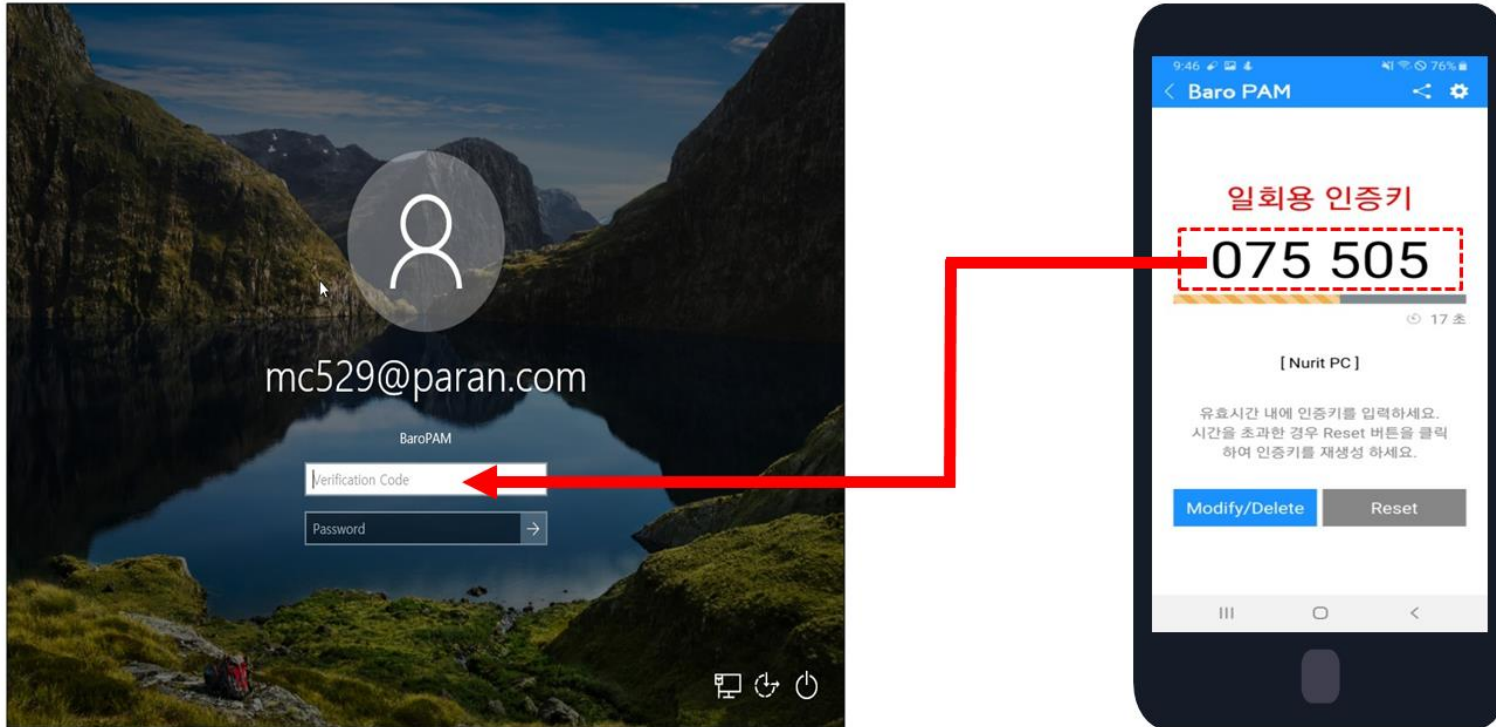 mc529@paran.com
BaroPAM
Verification Code
Password
9:46
76%
Baro PAM
일회용 인증키
075 505
17 초
[ Nurit PC ]
유효시간 내에 인증키를 입력하세요.
시간을 초과한 경우 Reset 버튼을 클릭
하여 인증키를 재생성 하세요.
Modify/Delete
Reset